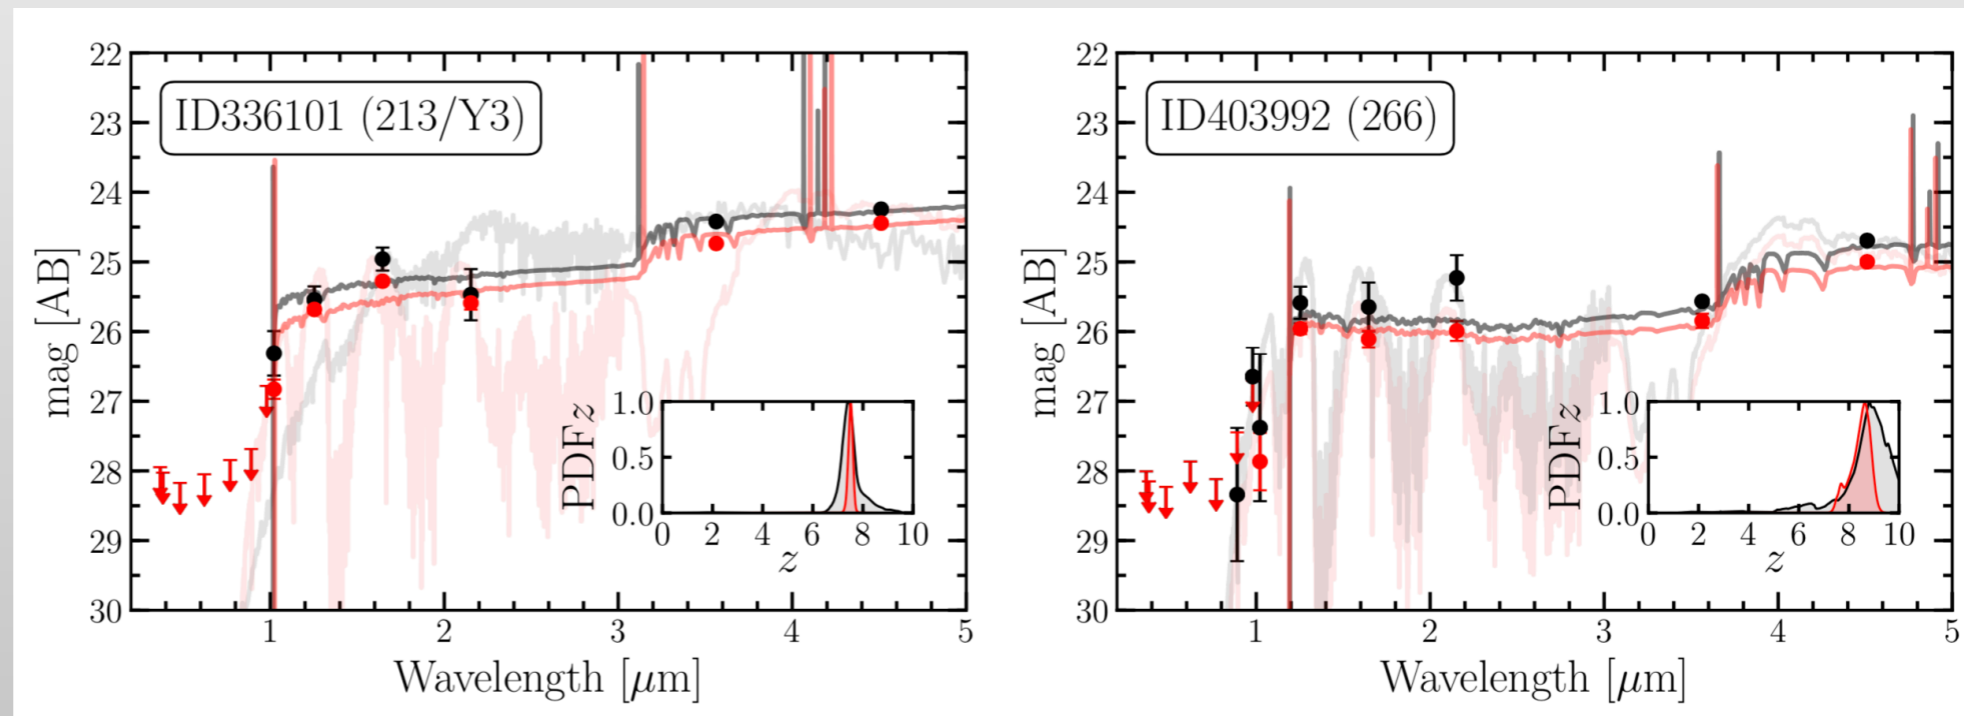 22
23
24
25
26
27
28
29
30
mag [AB]
ID336101 (213/Y3)
1
2
3
4
5
Wavelength [μm]
1.0
0.5
0.0
PDFz
0 2 4 6 8 10
z
22
23
24
25
26
27
28
29
30
mag [AB]
ID403992 (266)
1
2
3
4
5
Wavelength [μm]
1.0
0.5
0.0
PDFz
0 2 4 6 8 10
z